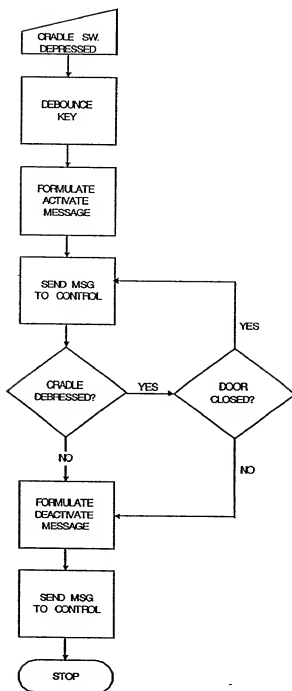 CRADLE SW.
DEPRESSED
DEBOUNCE
KEY
FORMULATE
ACTIVATE
MESSAGE
SEND MSG
TO CONTROL
YES
CRADLE
DEBRESSED?
YES
DOOR
CLOSED?
NO
NO
FORMULATE
DEACTIVATE
MESSAGE
SEND MSG
TO CONTROL
STOP